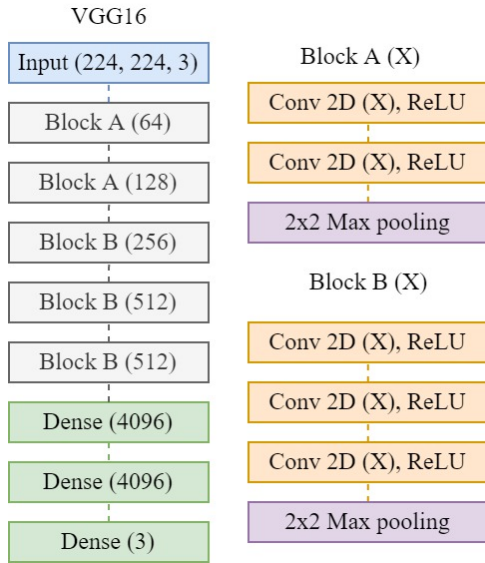 VGG16
Input (224, 224, 3)
Block A (64)
Block A (128)
Block B (256)
Block B (512)
Block B (512)
Dense (4096)
Dense (4096)
Dense (3)
Block A (X)
Conv 2D (X), ReLU
Conv 2D (X), ReLU
2x2 Max pooling
Block B (X)
Conv 2D (X), ReLU
Conv 2D (X), ReLU
Conv 2D (X), ReLU
2x2 Max pooling